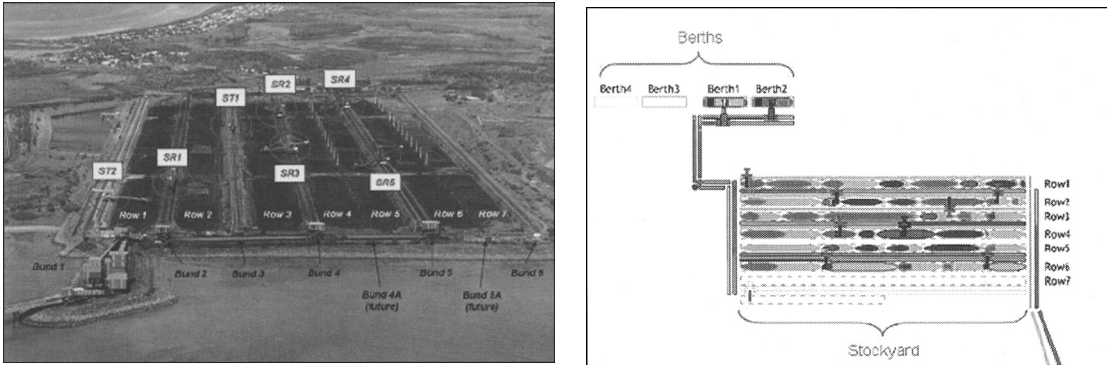 SR2
SR4
ST1
ST2
SR1
SR3
SR5
Row 1
Row 2
Row 3
Row 4
Row 5
Row 6
Row 7
Bund 1
Bund 2
Bund 3
Bund 4
Bund 4A
(future)
Bund 5
Bund 5A
(future)
Bund 6
Berths
Berth4
Berth3
Berth1
Berth2
Row1
Row2
Row3
Row4
Row5
Row6
Row7
Stockyard